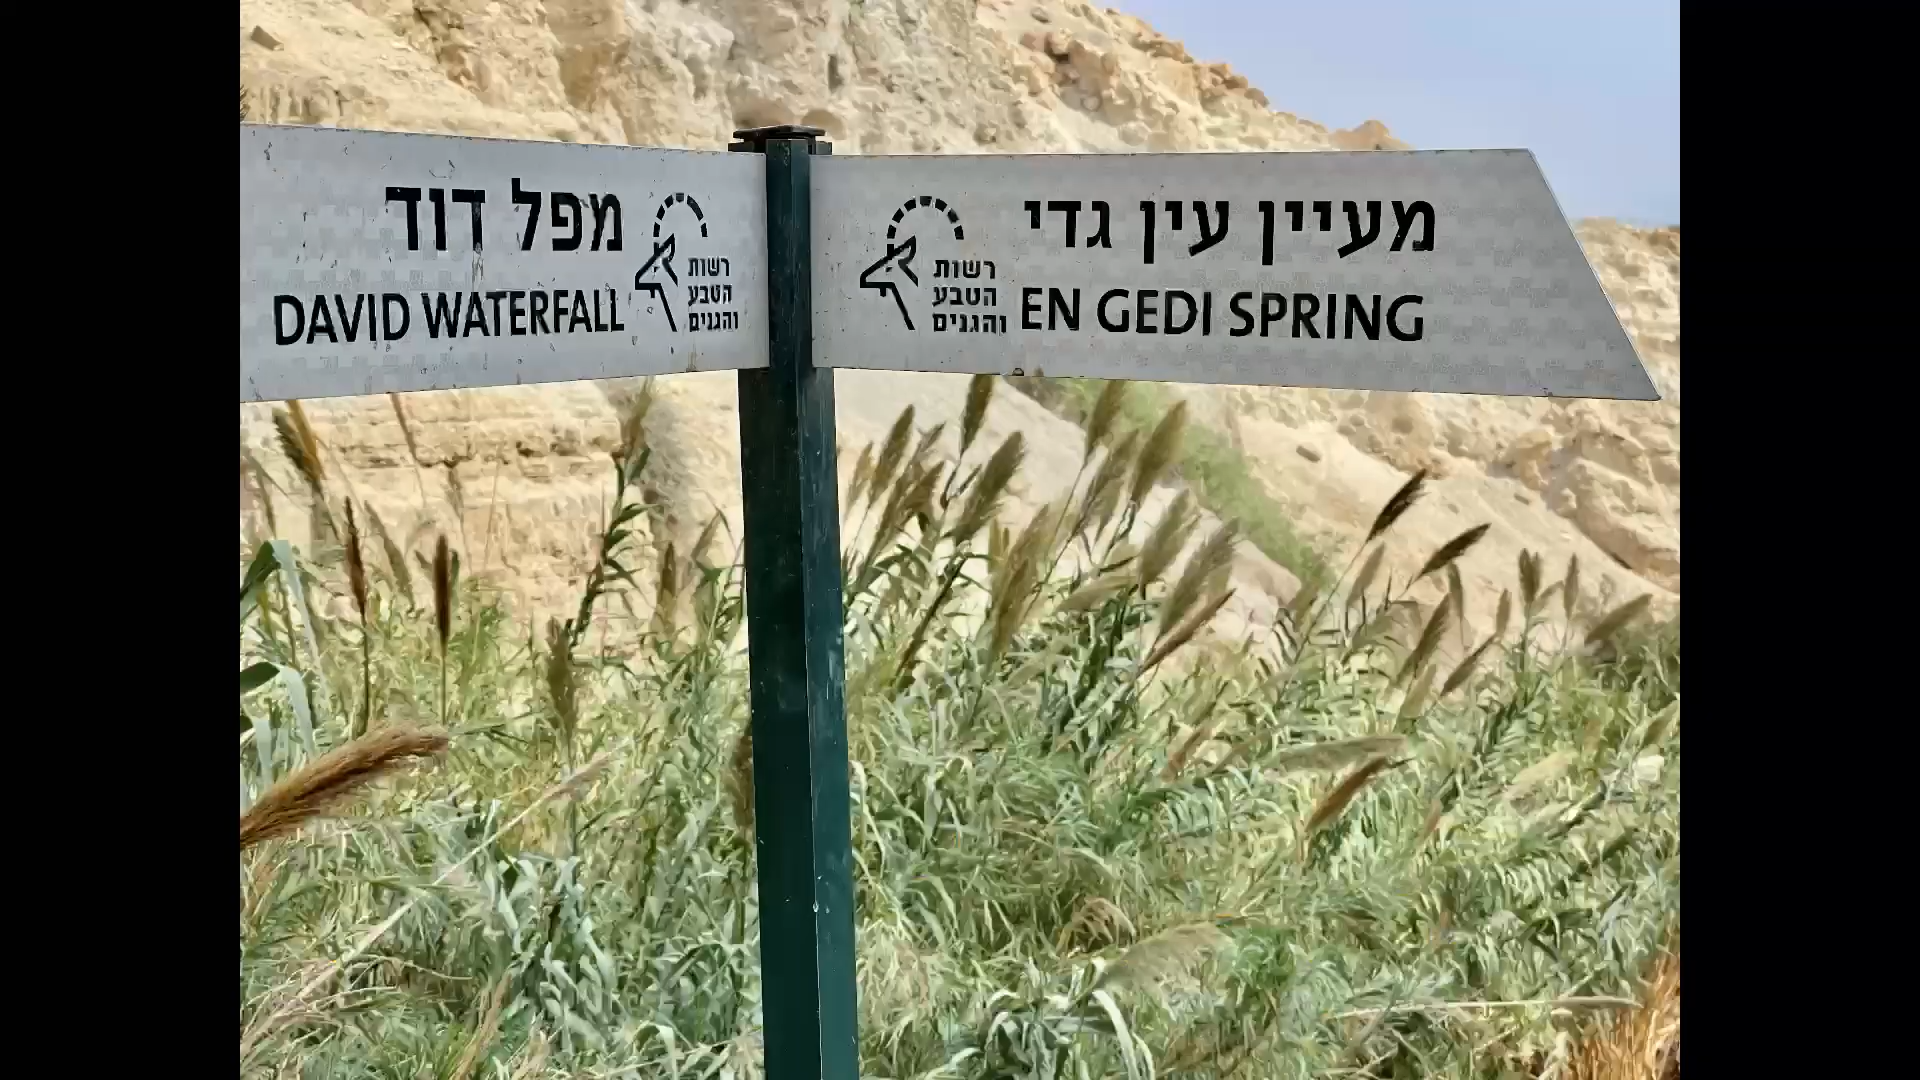 מפל דוד
DAVID WATERFALL
רשות
הטבע
והגנים
מעיין עין גדי
EN GEDI SPRING
רשות
הטבע
והגנים